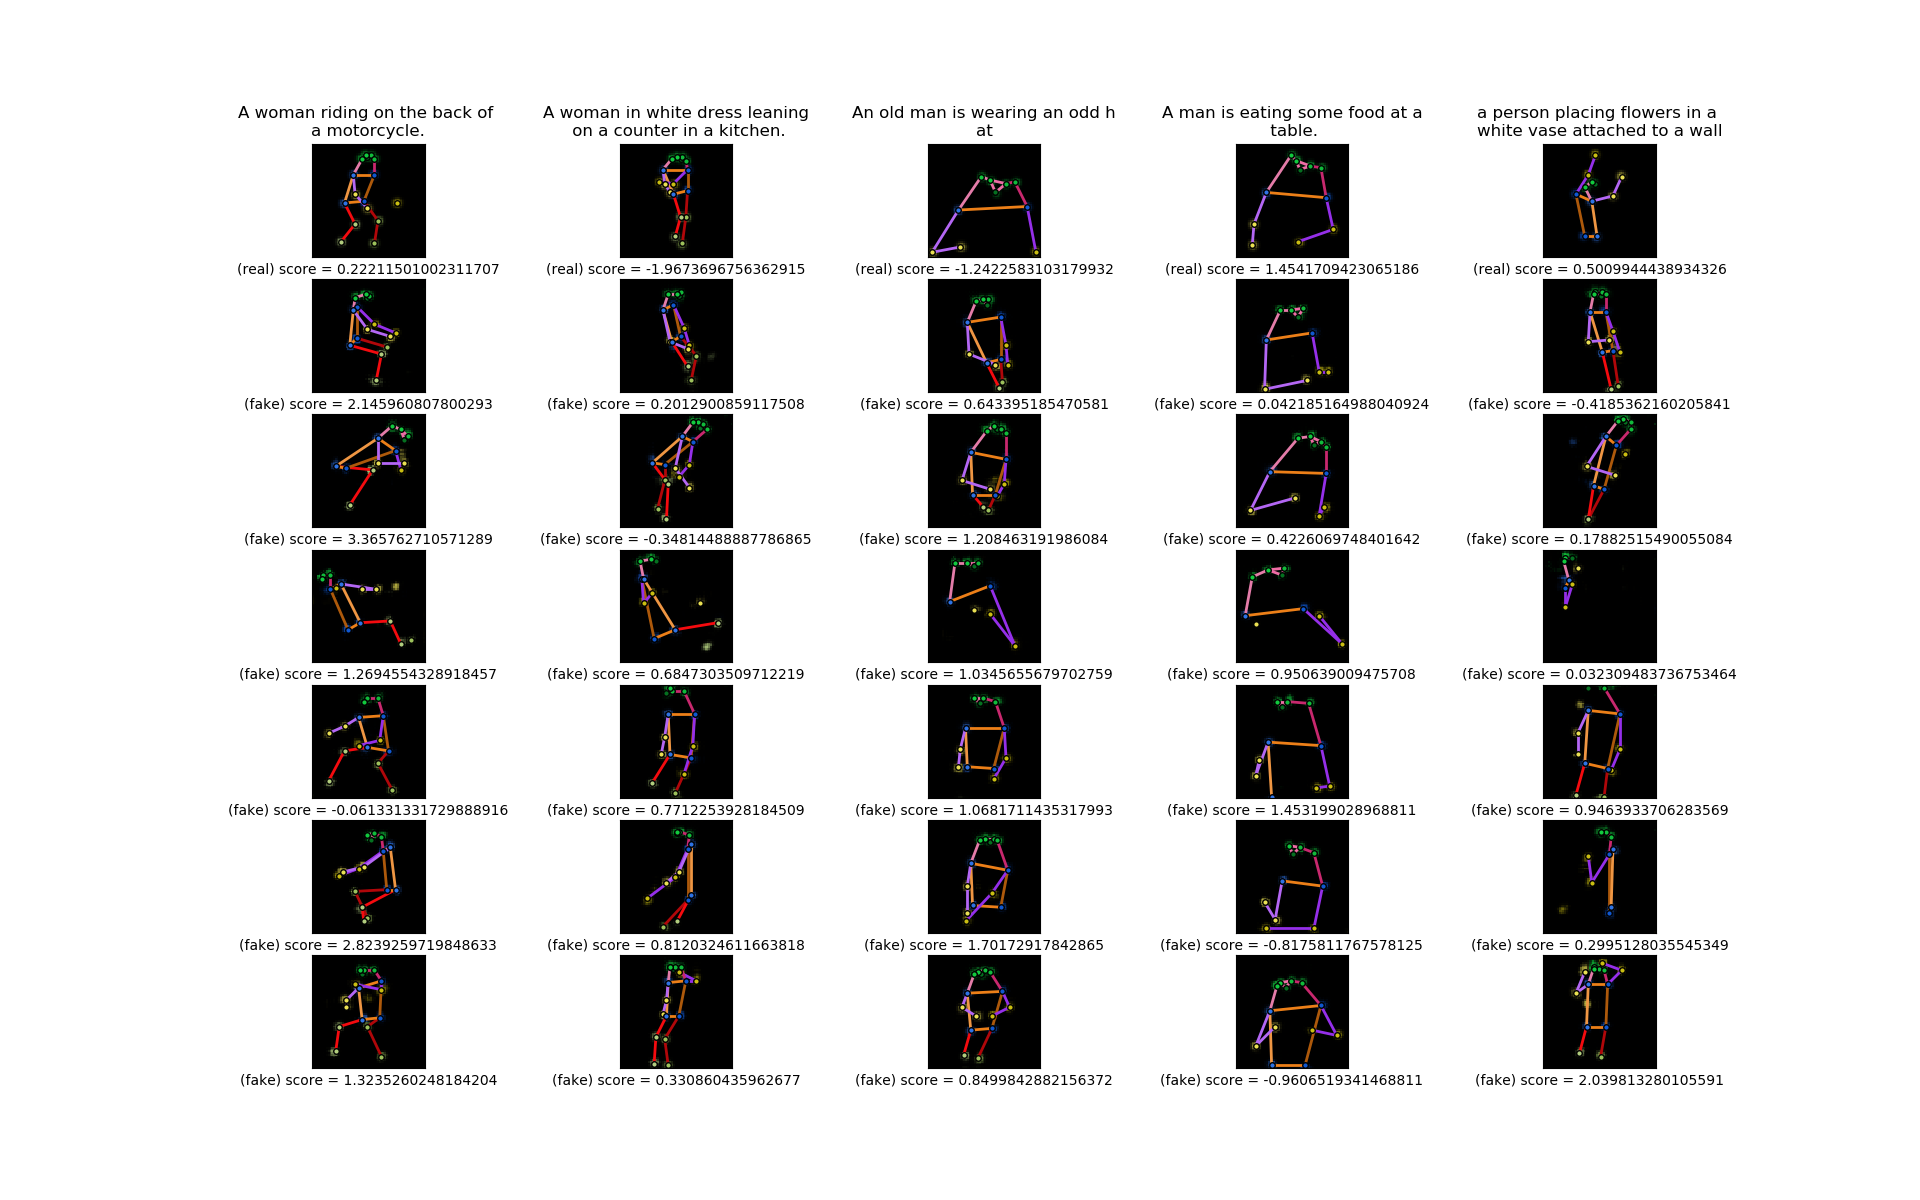 A woman riding on the back of
a motorcycle.
A woman in white dress leaning
on a counter in a kitchen.
An old man is wearing an odd h
at
A man is eating some food at a
table.
a person placing flowers in a
white vase attached to a wall
(real) score = 0.22211501002311707
(real) score = -1.9673696756362915
(real) score = -1.2422583103179932
(real) score = 1.4541709423065186
(real) score = 0.5009944438934326
(fake) score = 2.145960807800293
(fake) score = 0.2012900859117508
(fake) score = 0.643395185470581
(fake) score = 0.042185164988040924
(fake) score = -0.4185362160205841
(fake) score = 3.365762710571289
(fake) score = -0.34814488887786865
(fake) score = 1.208463191986084
(fake) score = 0.4226069748401642
(fake) score = 0.17882515490055084
(fake) score = 1.2694554328918457
(fake) score = 0.6847303509712219
(fake) score = 1.0345655679702759
(fake) score = 0.950639009475708
(fake) score = 0.032309483736753464
(fake) score = -0.061331331729888916
(fake) score = 0.7712253928184509
(fake) score = 1.0681711435317993
(fake) score = 1.453199028968811
(fake) score = 0.9463933706283569
(fake) score = 2.8239259719848633
(fake) score = 0.8120324611663818
(fake) score = 1.70172917842865
(fake) score = -0.8175811767578125
(fake) score = 0.2995128035545349
(fake) score = 1.3235260248184204
(fake) score = 0.330860435962677
(fake) score = 0.8499842882156372
(fake) score = -0.9606519341468811
(fake) score = 2.039813280105591